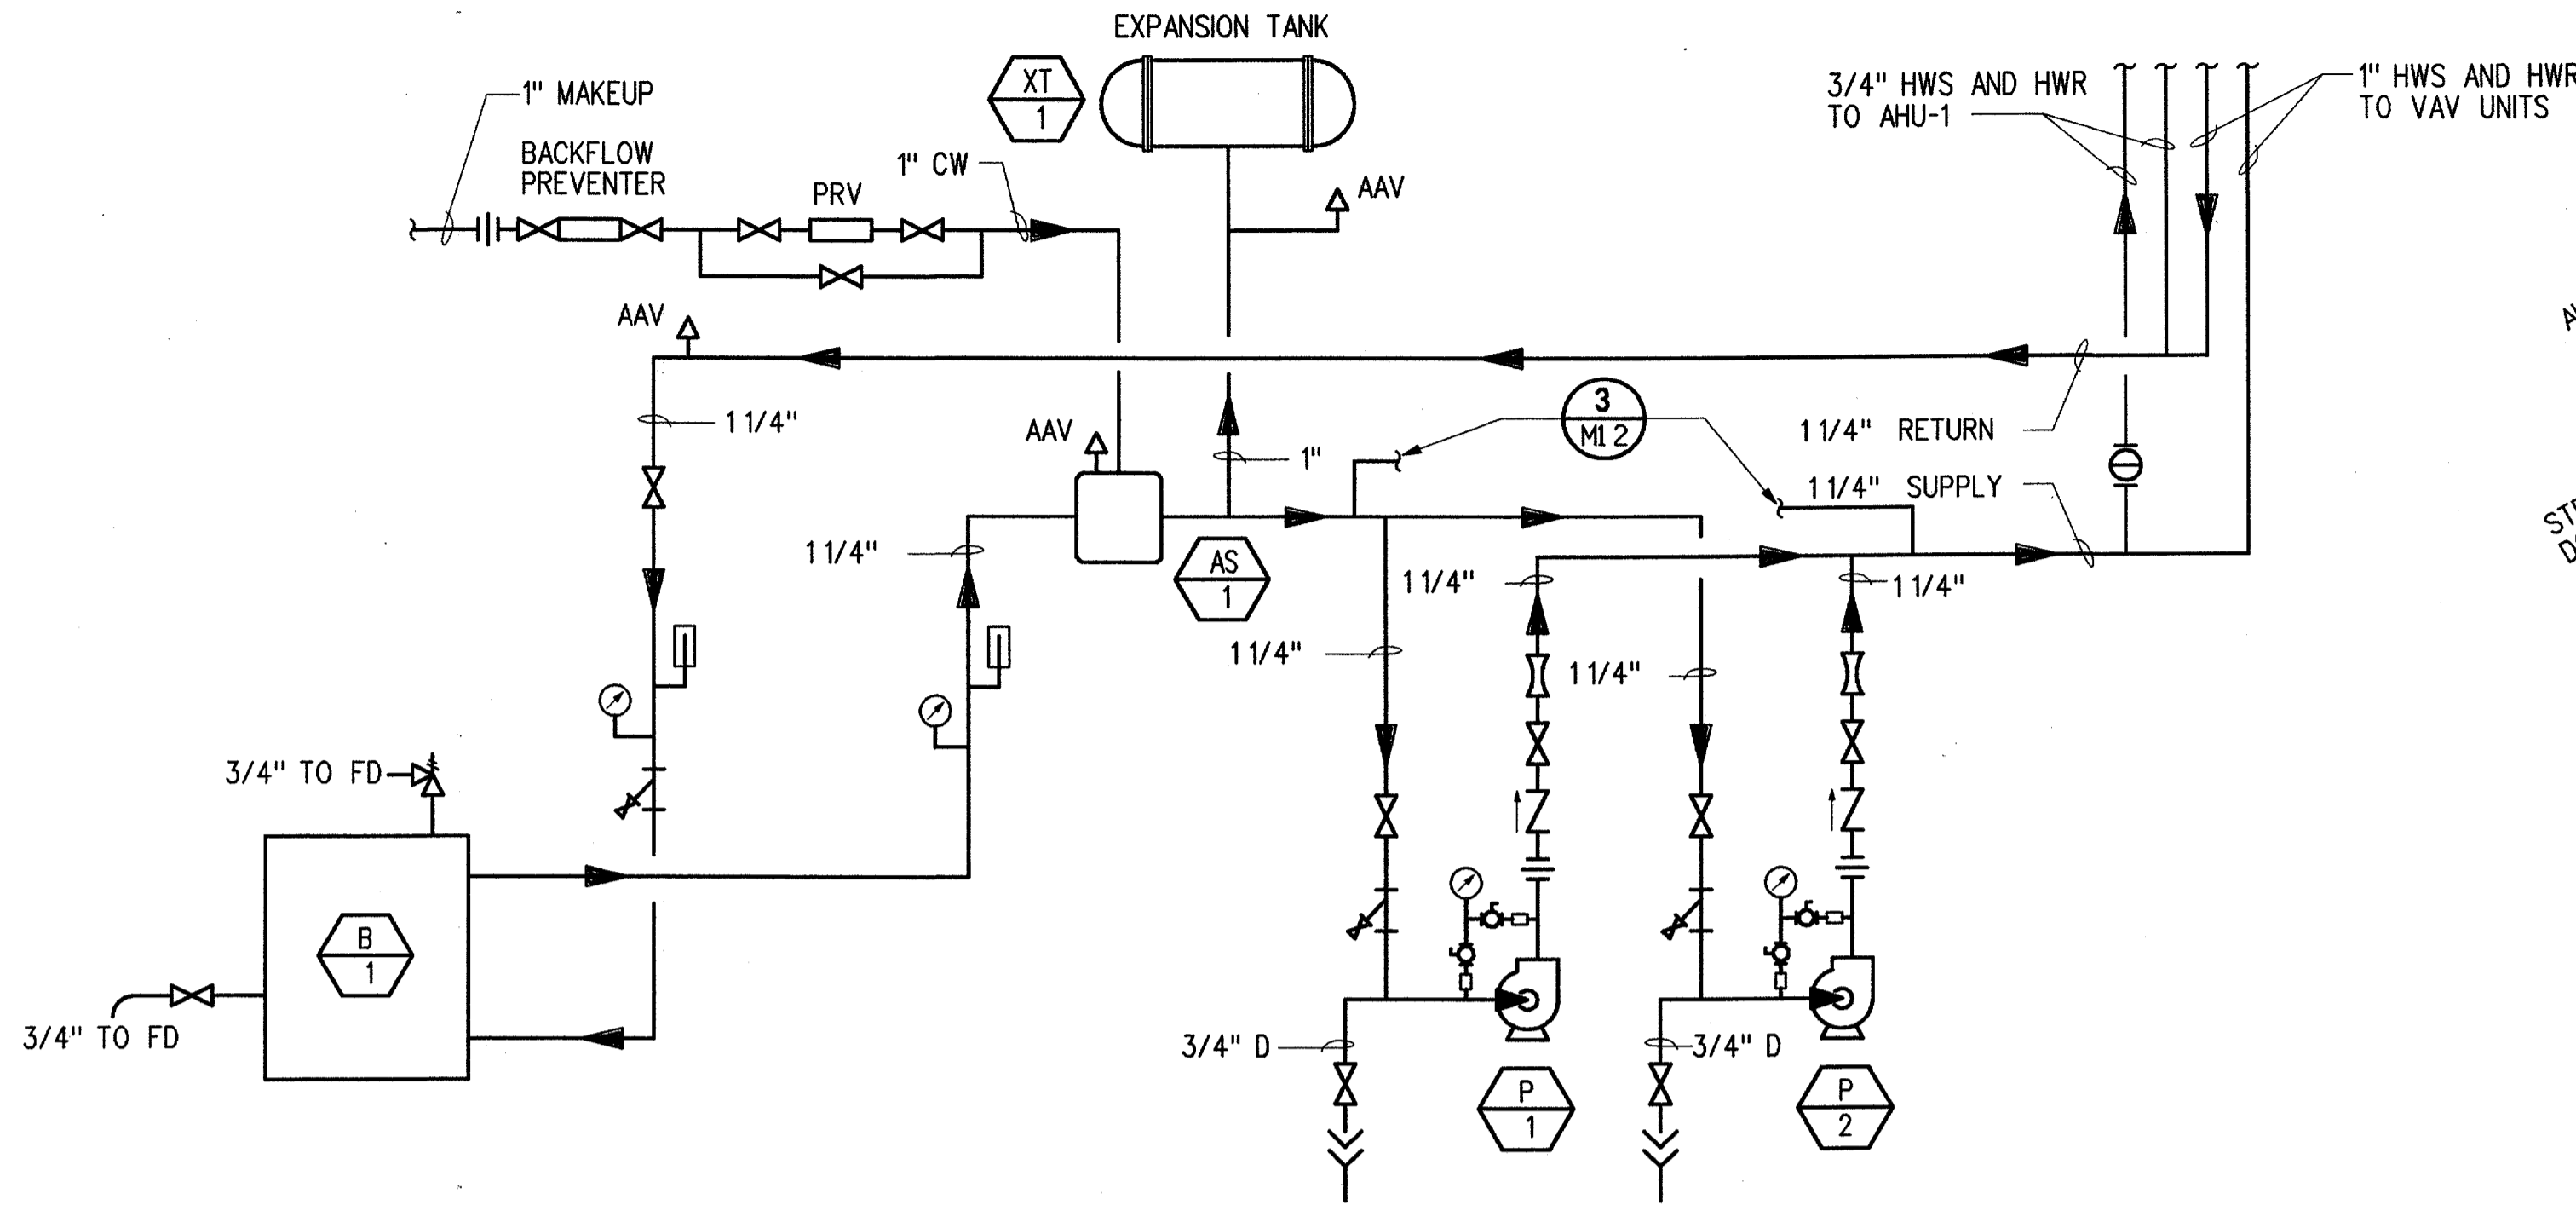 EXPANSION TANK
XT
1
1" MAKEUP
3/4" HWS AND HWR
TO AHU-1
1" HWS AND HWR
TO VAV UNITS
BACKFLOW
PREVENTER
PRV
1" CW
AAV
AAV
1 1/4"
AAV
1"
3
M1 2
1 1/4" RETURN
1 1/4" SUPPLY
1 1/4"
AS
1
1 1/4"
1 1/4"
1 1/4"
1 1/4"
3/4" TO FD
B
1
3/4" TO FD
3/4" D
3/4" D
P
1
P
2